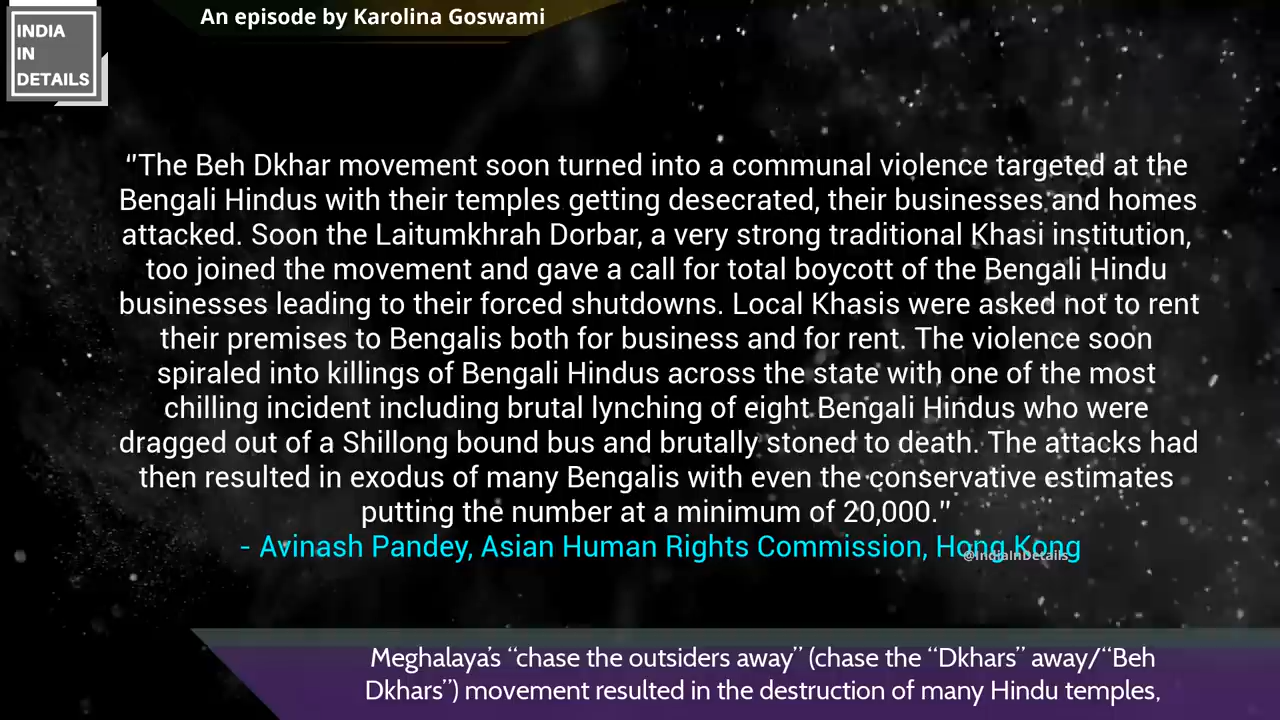 An episode by Karolina Goswami
INDIA
IN
DETAILS
"The Beh Dkhar movement soon turned into a communal violence targeted at the
Bengali Hindus with their temples getting desecrated, their businesses and homes
attacked. Soon the Laitumkhrah Dorbar, a very strong traditional Khasi institution,
too joined the movement and gave a call for total boycott of the Bengali Hindu
businesses leading to their forced shutdowns. Local Khasis were asked not to rent
their premises to Bengalis both for business and for rent. The violence soon
spiraled into killings of Bengali Hindus across the state with one of the most
chilling incident including brutal lynching of eight Bengali Hindus who were
dragged out of a Shillong bound bus and brutally stoned to death. The attacks had
then resulted in exodus of many Bengalis with even the conservative estimates
putting the number at a minimum of 20,000."
- Avinash Pandey, Asian Human Rights Commission, Hong Kong
@IndiaInDetails
Meghalaya's “chase the outsiders away” (chase the “Dkhars” away/“Beh
Dkhars”) movement resulted in the destruction of many Hindu temples,